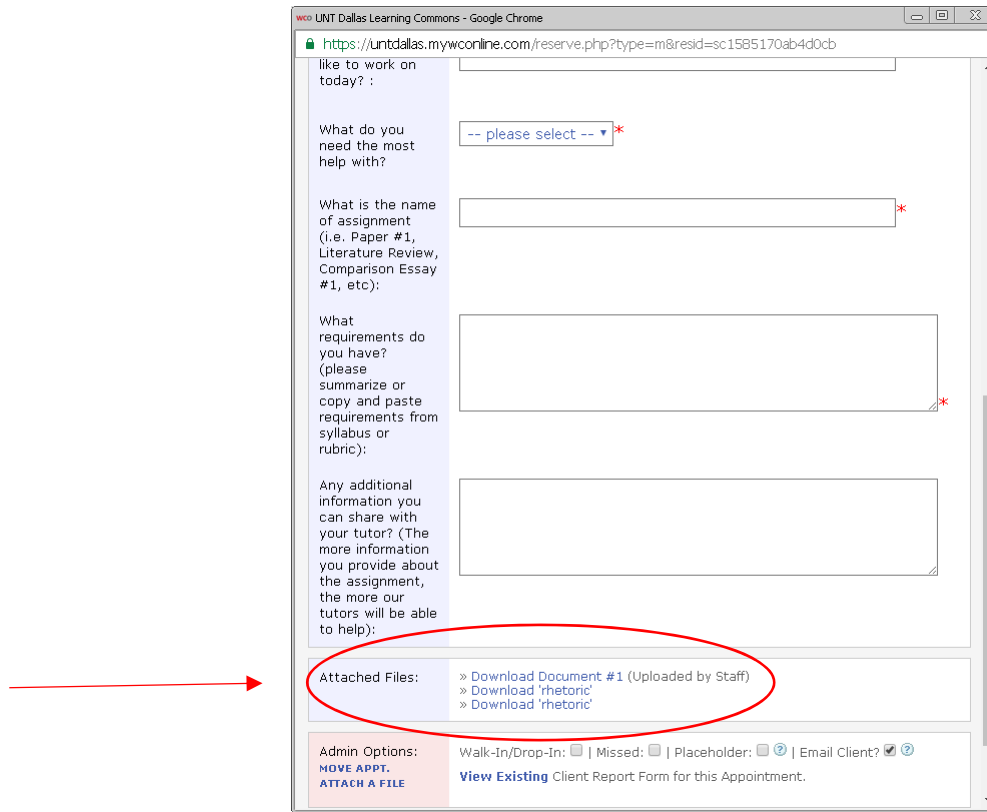 wco UNT Dallas Learning Commons - Google Chrome
https://untdallas.mywconline.com/reserve.php?type=m&resid=sc1585170ab4d0cb
like to work on
today? :
What do you
need the most
help with?
-- please select -- ▾ *
What is the name
of assignment
(i.e. Paper #1,
Literature Review,
Comparison Essay
#1, etc):
*
What
requirements do
you have?
(please
summarize or
copy and paste
requirements from
syllabus or
rubric):
*
Any additional
information you
can share with
your tutor? (The
more information
you provide about
the assignment,
the more our
tutors will be able
to help):
Attached Files:
» Download Document #1 (Uploaded by Staff)
» Download 'rhetoric'
» Download 'rhetoric'
Admin Options:
MOVE APPT.
ATTACH A FILE
Walk-In/Drop-In: | Missed: | Placeholder: ? | Email Client? ?
View Existing Client Report Form for this Appointment.